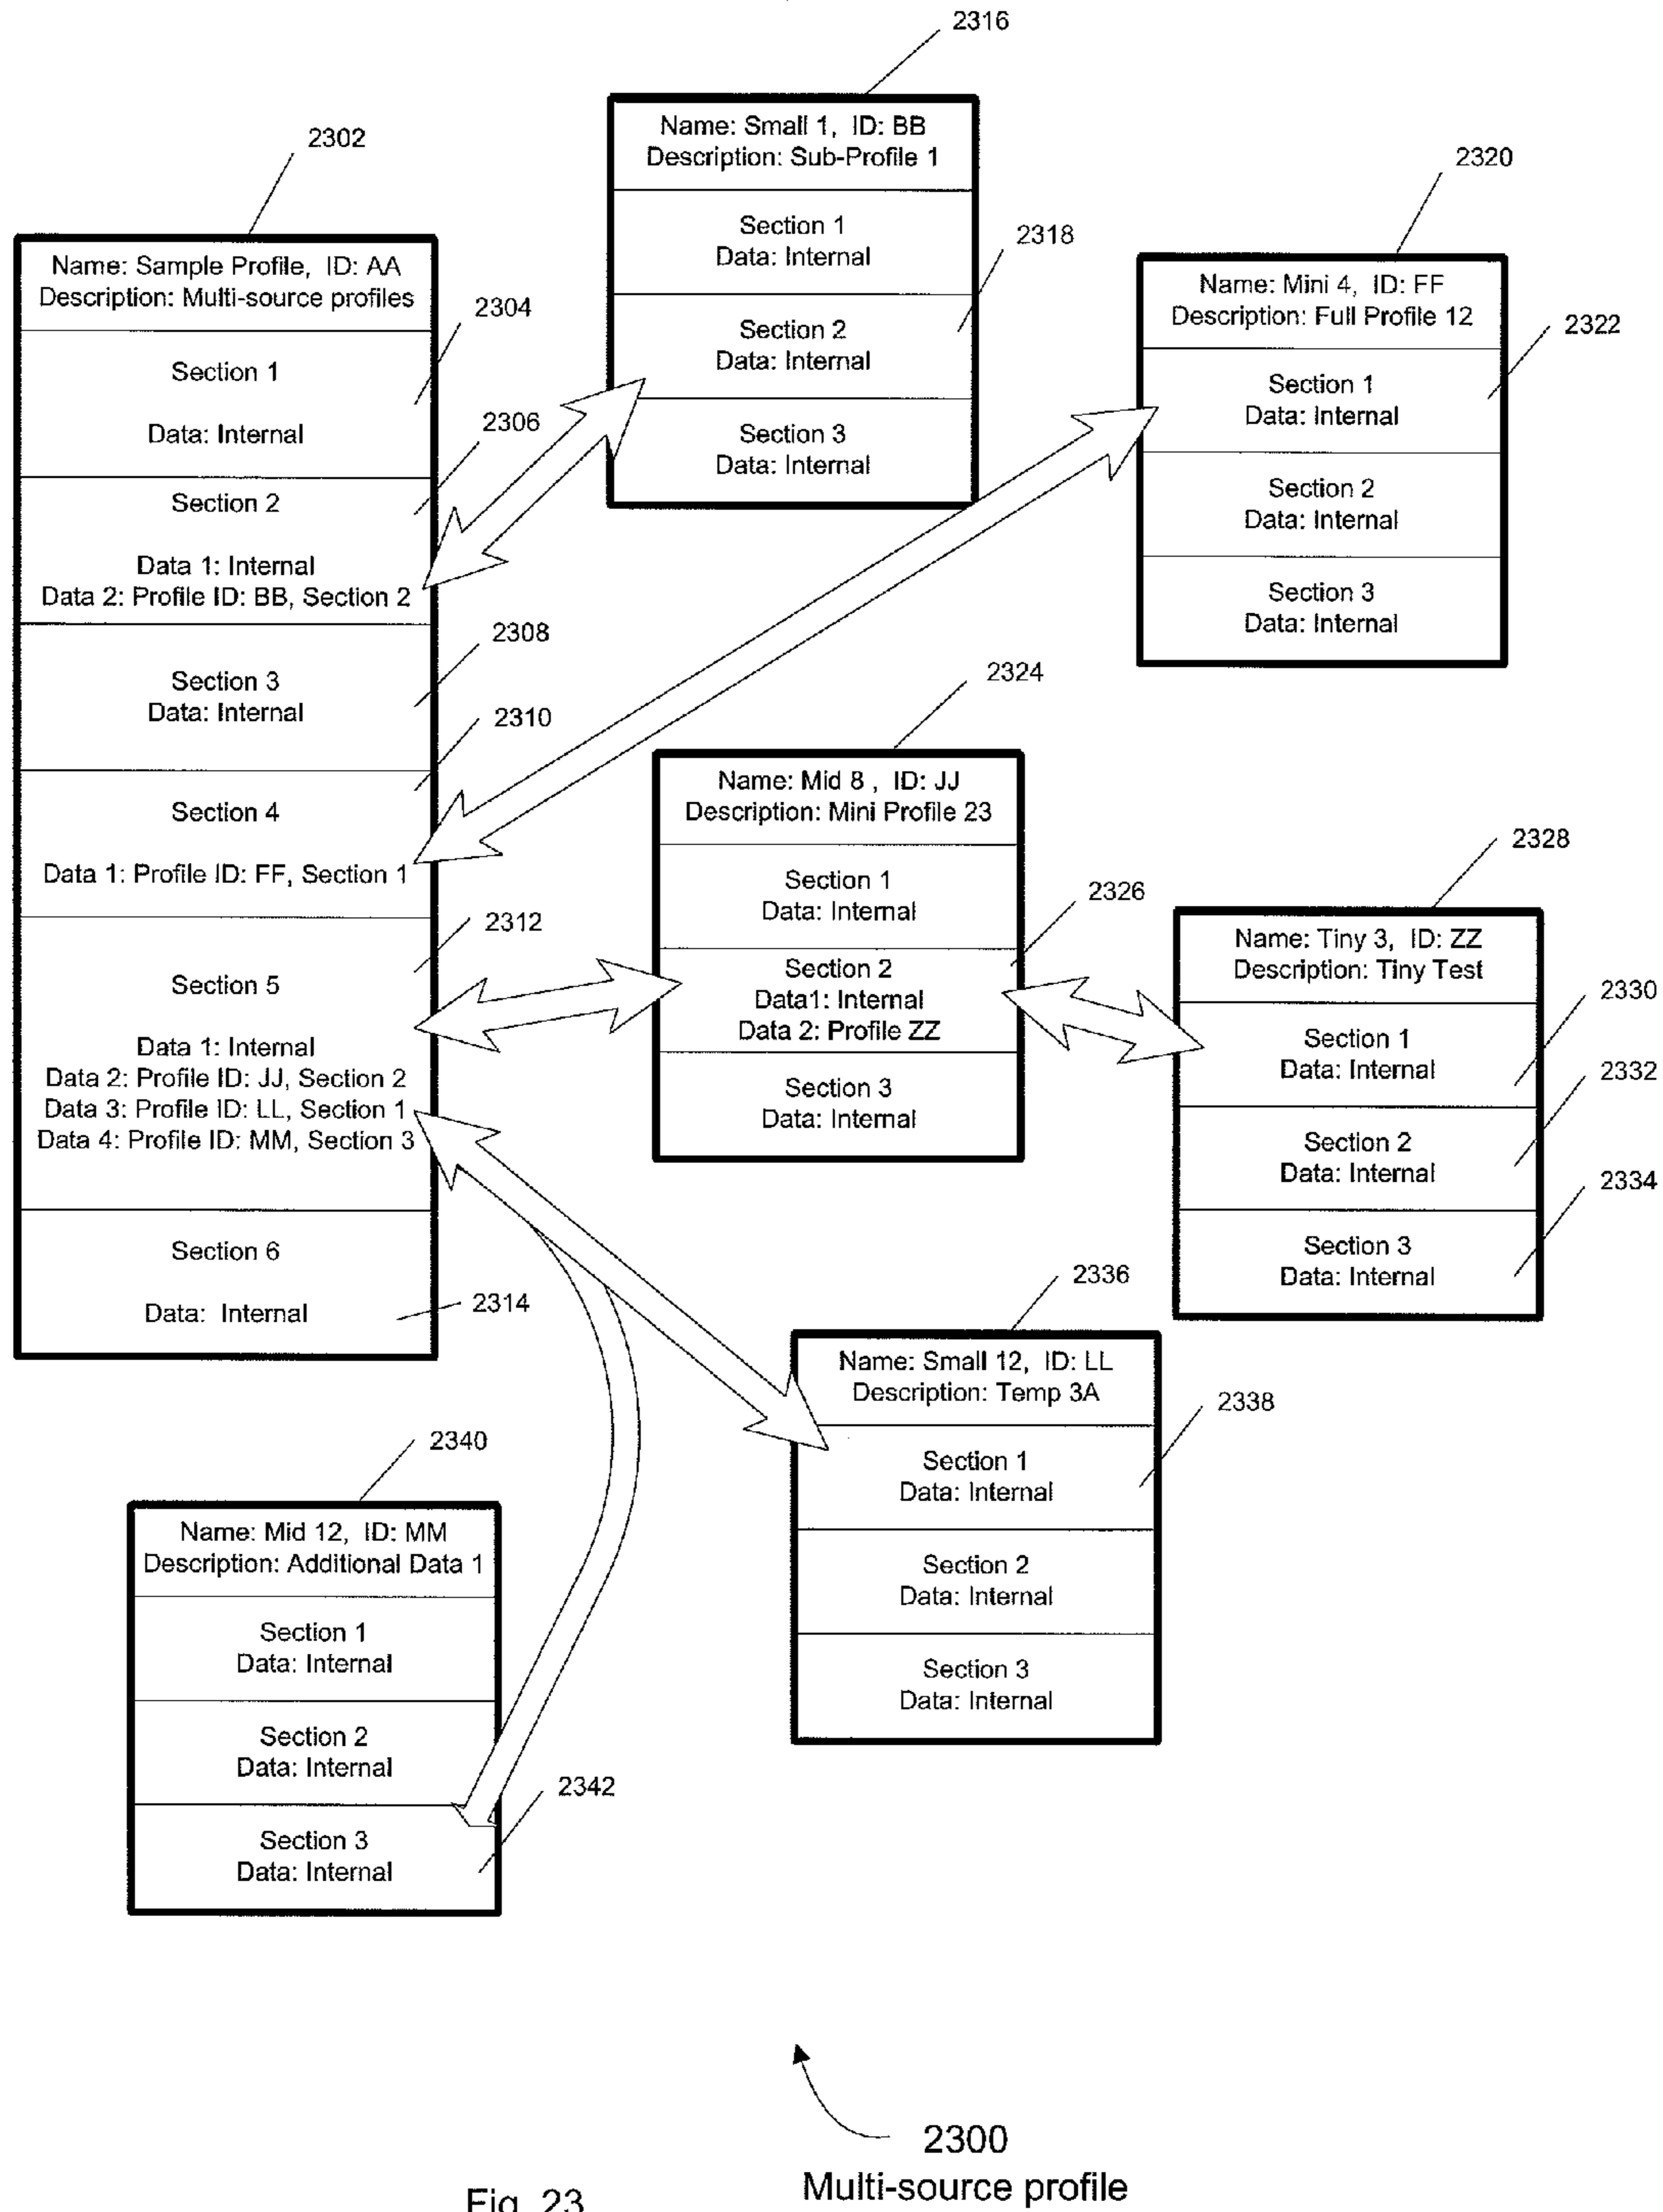 2316
Name: Small 1, ID: BB
Description: Sub-Profile 1
Section 1
Data: Internal
2318
Section 2
Data: Internal
Section 3
Data: Internal
2302
Name: Sample Profile, ID: AA
Description: Multi-source profiles
2304
Section 1
Data: Internal
2306
Section 2
Data 1: Internal
Data 2: Profile ID: BB, Section 2
2308
Section 3
Data: Internal
2310
Section 4
Data 1: Profile ID: FF, Section 1
2312
Section 5
Data 1: Internal
Data 2: Profile ID: JJ, Section 2
Data 3: Profile ID: LL, Section 1
Data 4: Profile ID: MM, Section 3
Section 6
Data: Internal
2314
2320
Name: Mini 4, ID: FF
Description: Full Profile 12
2322
Section 1
Data: Internal
Section 2
Data: Internal
Section 3
Data: Internal
2324
Name: Mid 8 , ID: JJ
Description: Mini Profile 23
Section 1
Data: Internal
2326
Section 2
Data1: Internal
Data 2: Profile ZZ
Section 3
Data: Internal
2328
Name: Tiny 3, ID: ZZ
Description: Tiny Test
2330
Section 1
Data: Internal
2332
Section 2
Data: Internal
2334
Section 3
Data: Internal
2336
Name: Small 12, ID: LL
Description: Temp 3A
2338
Section 1
Data: Internal
Section 2
Data: Internal
Section 3
Data: Internal
2340
Name: Mid 12, ID: MM
Description: Additional Data 1
Section 1
Data: Internal
Section 2
Data: Internal
2342
Section 3
Data: Internal
2300
Multi-source profile
Fig. 23